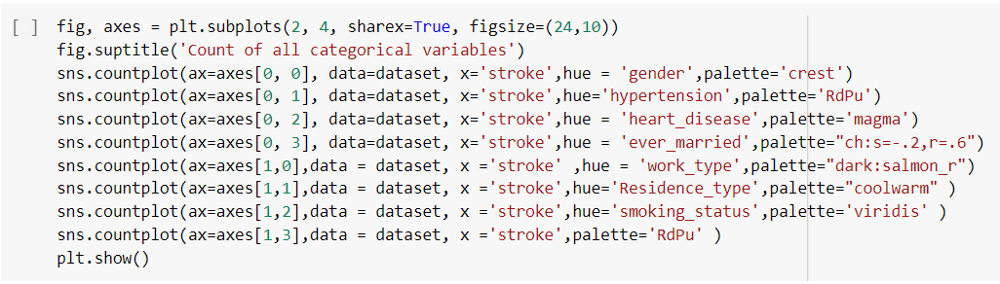 [ ] fig, axes = plt.subplots(2, 4, sharex=True, figsize=(24,10))
fig.suptitle('Count of all categorical variables')
sns.countplot(ax=axes[0, 0], data=dataset, x='stroke',hue = 'gender',palette='crest')
sns.countplot(ax=axes[0, 1], data=dataset, x='stroke',hue='hypertension',palette='RdPu')
sns.countplot(ax=axes[0, 2], data=dataset, x='stroke',hue = 'heart_disease',palette='magma')
sns.countplot(ax=axes[0, 3], data=dataset, x='stroke',hue = 'ever_married',palette="ch:s=-.2,r=.6")
sns.countplot(ax=axes[1,0],data = dataset, x ='stroke' ,hue = 'work_type',palette="dark:salmon_r")
sns.countplot(ax=axes[1,1],data = dataset, x ='stroke',hue='Residence_type',palette="coolwarm" )
sns.countplot(ax=axes[1,2],data = dataset, x ='stroke',hue='smoking_status',palette='viridis' )
sns.countplot(ax=axes[1,3],data = dataset, x ='stroke',palette='RdPu' )
plt.show()